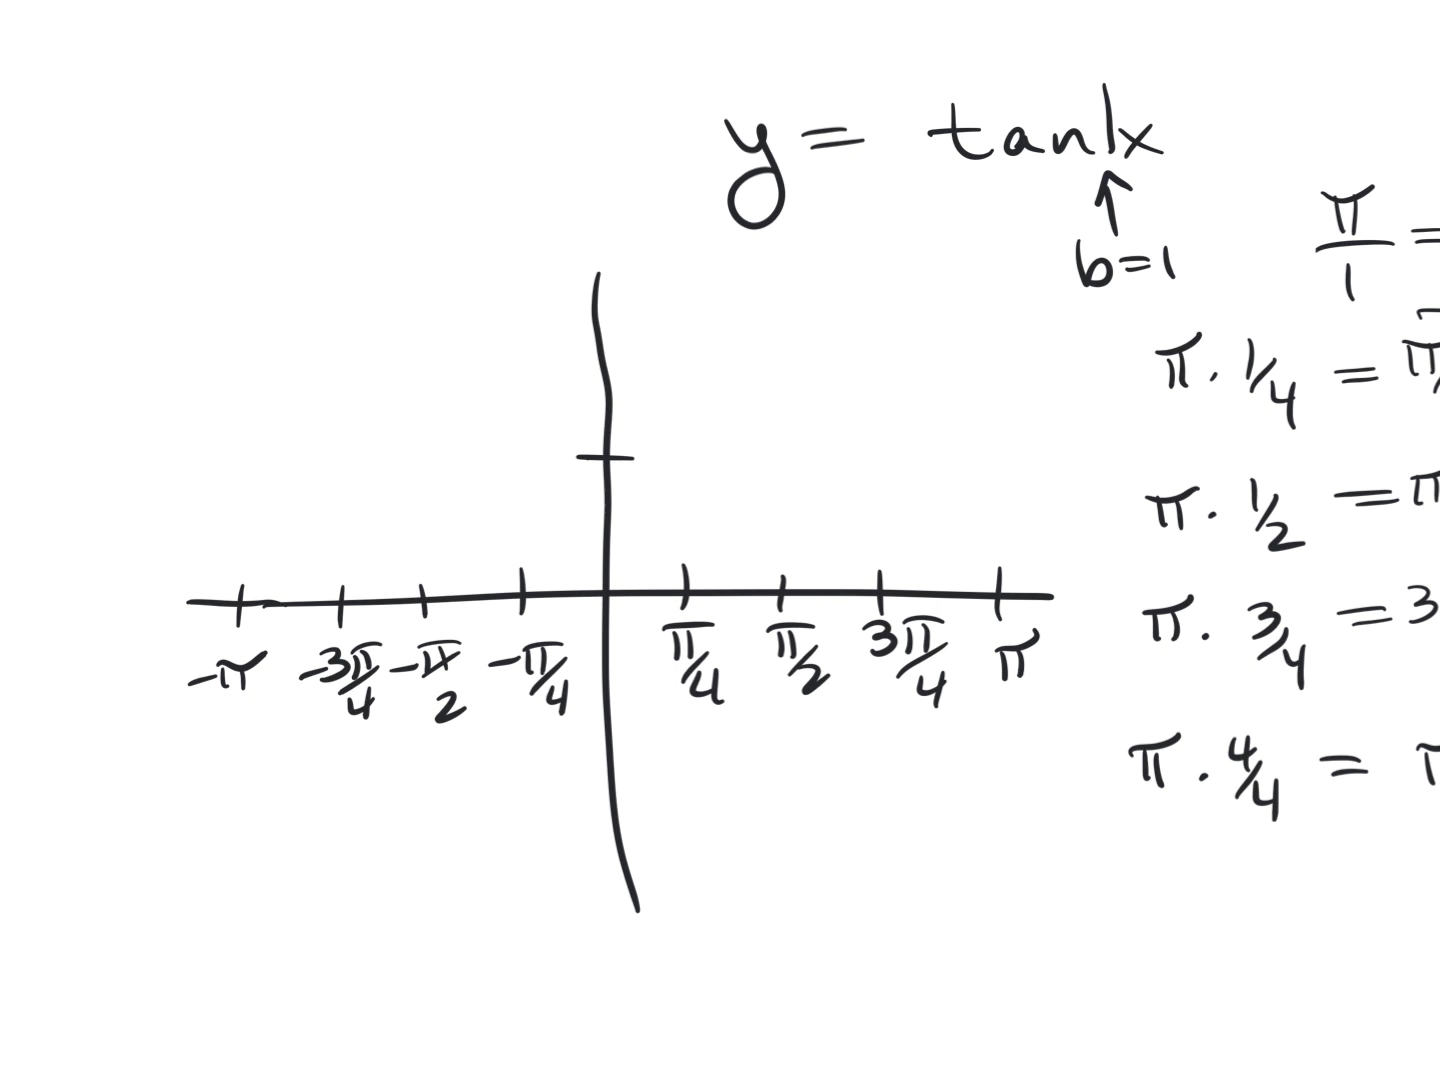 y = tan1x
b=1
π/1 =
π · 1/4 = π/
π · 1/2 = π
π · 3/4 = 3
π · 4/4 = π
-π -3π/4 -π/2 -π/4 π/4 π/2 3π/4 π